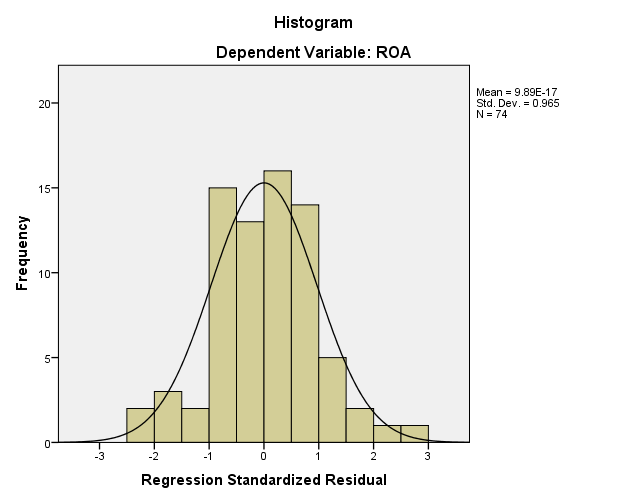 Histogram
Dependent Variable: ROA
Mean = 9.89E-17
Std. Dev. = 0.965
N = 74
Frequency
20
15
10
5
0
-3 -2 -1 0 1 2 3
Regression Standardized Residual